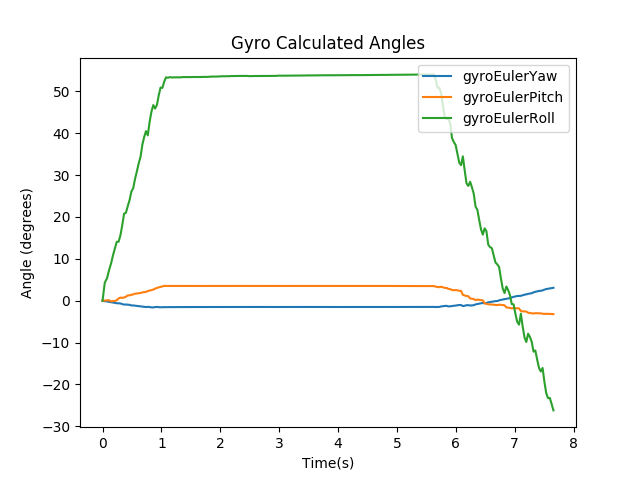 Gyro Calculated Angles
gyroEulerYaw
gyroEulerPitch
gyroEulerRoll
Angle (degrees)
50
40
30
20
10
0
−10
−20
−30
0 1 2 3 4 5 6 7 8
Time(s)